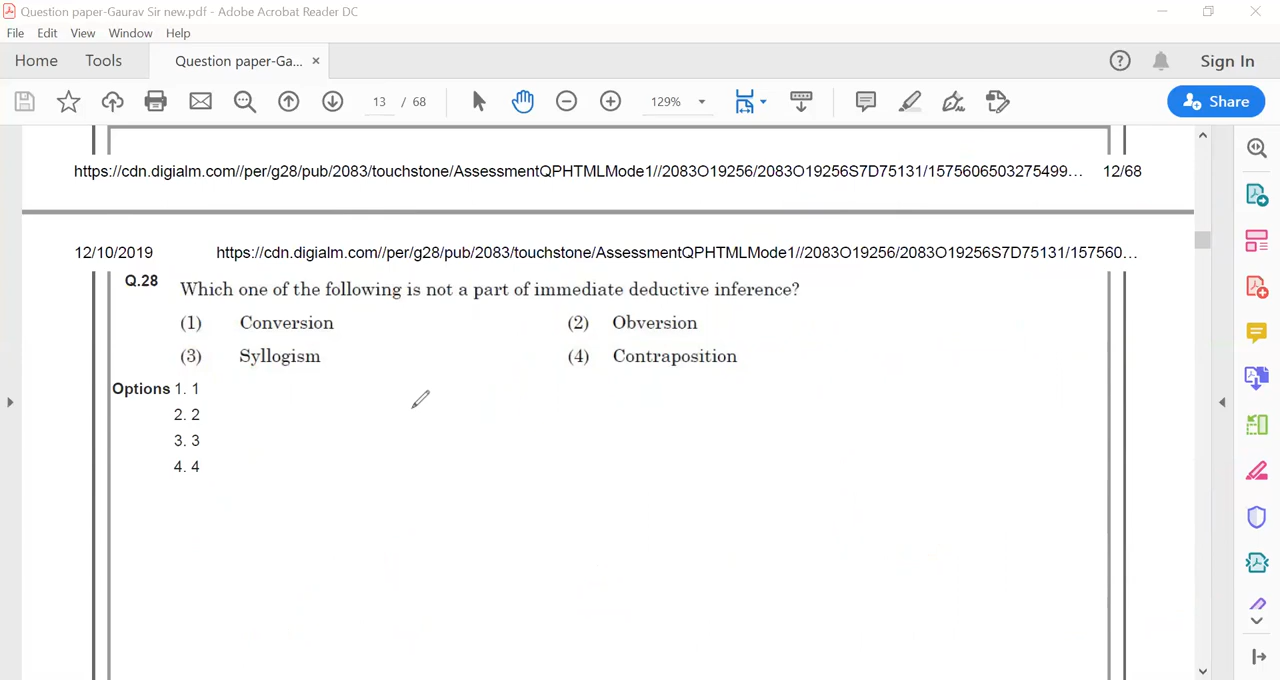 Question paper-Gaurav Sir new.pdf - Adobe Acrobat Reader DC
File Edit View Window Help
Home Tools Question paper-Ga... × Sign In
13 / 68 129% Share
https://cdn.digialm.com//per/g28/pub/2083/touchstone/AssessmentQPHTMLMode1//2083O19256/2083O19256S7D75131/1575606503275499... 12/68
12/10/2019 https://cdn.digialm.com//per/g28/pub/2083/touchstone/AssessmentQPHTMLMode1//2083O19256/2083O19256S7D75131/157560...
Q.28 Which one of the following is not a part of immediate deductive inference?
(1) Conversion (2) Obversion
(3) Syllogism (4) Contraposition
Options 1. 1
2. 2
3. 3
4. 4